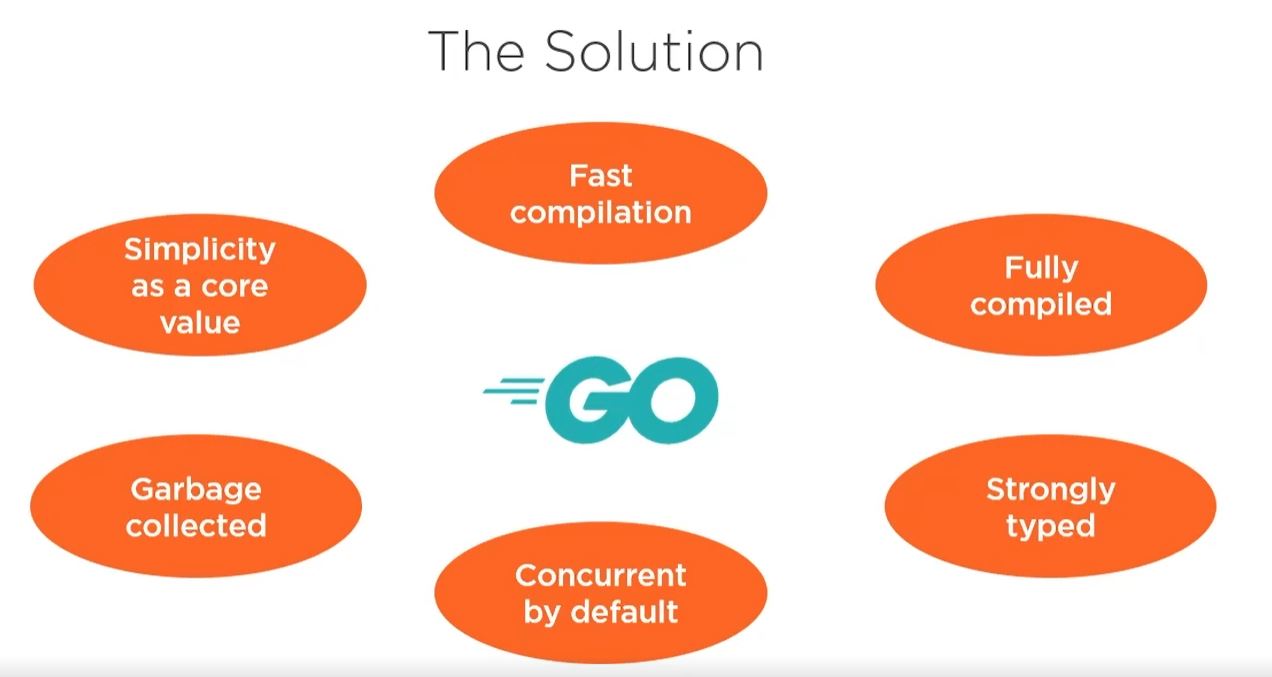 The Solution
Fast
compilation
Simplicity
as a core
value
Fully
compiled
GO
Garbage
collected
Strongly
typed
Concurrent
by default